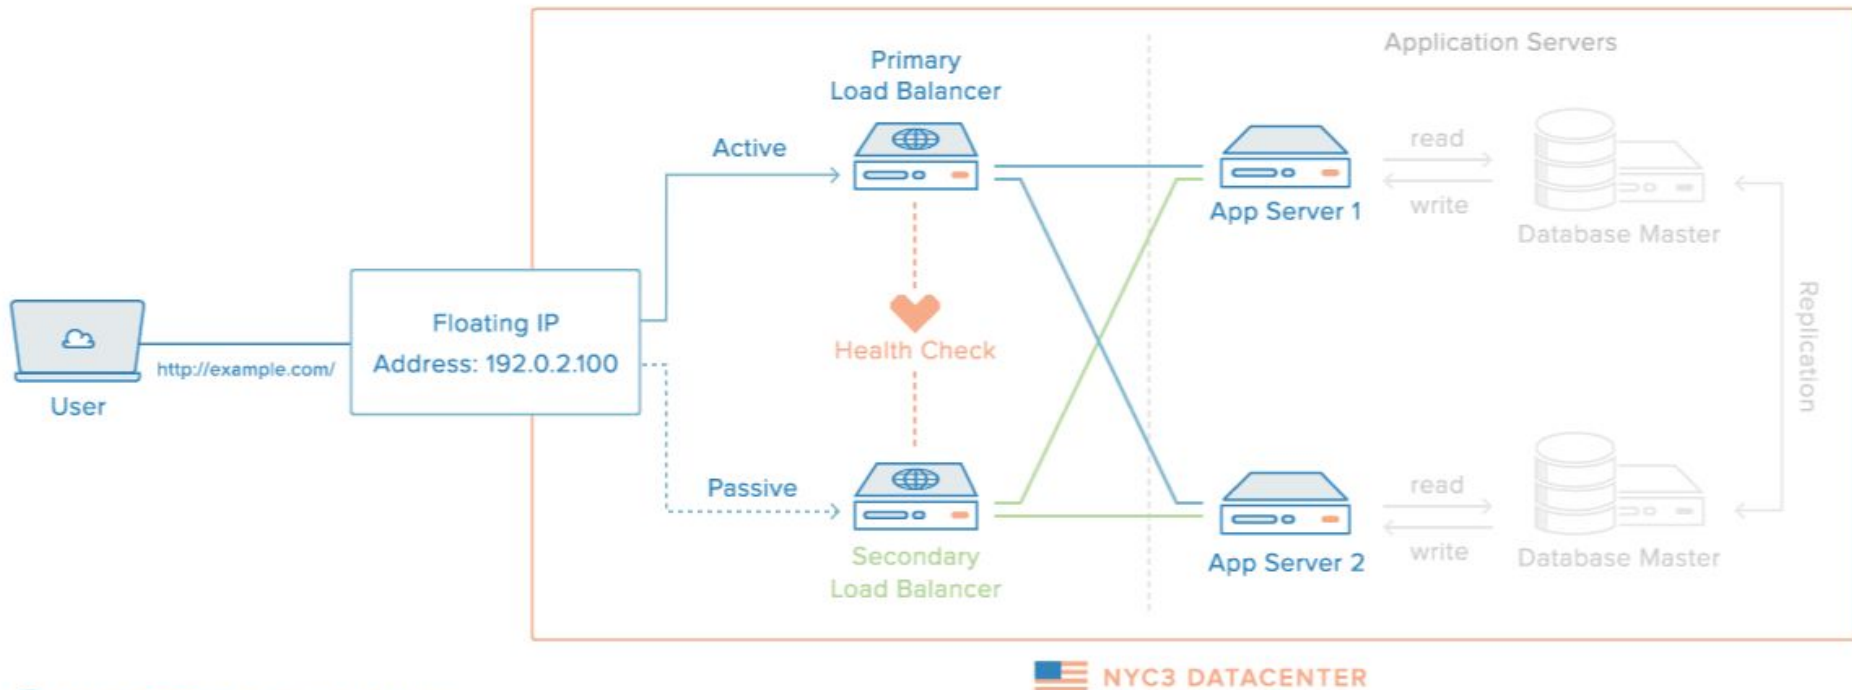 Application Servers
Primary
Load Balancer
Active
read
write
App Server 1
Database Master
Floating IP
Address: 192.0.2.100
http://example.com/
User
Health Check
Replication
Passive
read
write
Secondary
Load Balancer
App Server 2
Database Master
NYC3 DATACENTER